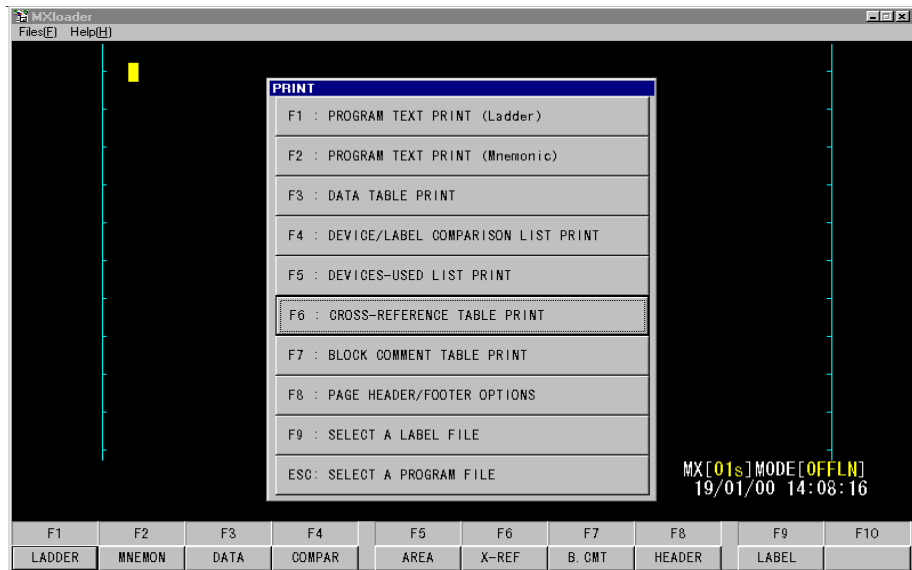 MXloader
Files(F) Help(H)
PRINT
F1 : PROGRAM TEXT PRINT (Ladder)
F2 : PROGRAM TEXT PRINT (Mnemonic)
F3 : DATA TABLE PRINT
F4 : DEVICE/LABEL COMPARISON LIST PRINT
F5 : DEVICES-USED LIST PRINT
F6 : CROSS-REFERENCE TABLE PRINT
F7 : BLOCK COMMENT TABLE PRINT
F8 : PAGE HEADER/FOOTER OPTIONS
F9 : SELECT A LABEL FILE
ESC: SELECT A PROGRAM FILE
MX[01s]MODE[OFFLN]
19/01/00 14:08:16
F1 F2 F3 F4 F5 F6 F7 F8 F9 F10
LADDER MNEMON DATA COMPAR AREA X-REF B. CMT HEADER LABEL